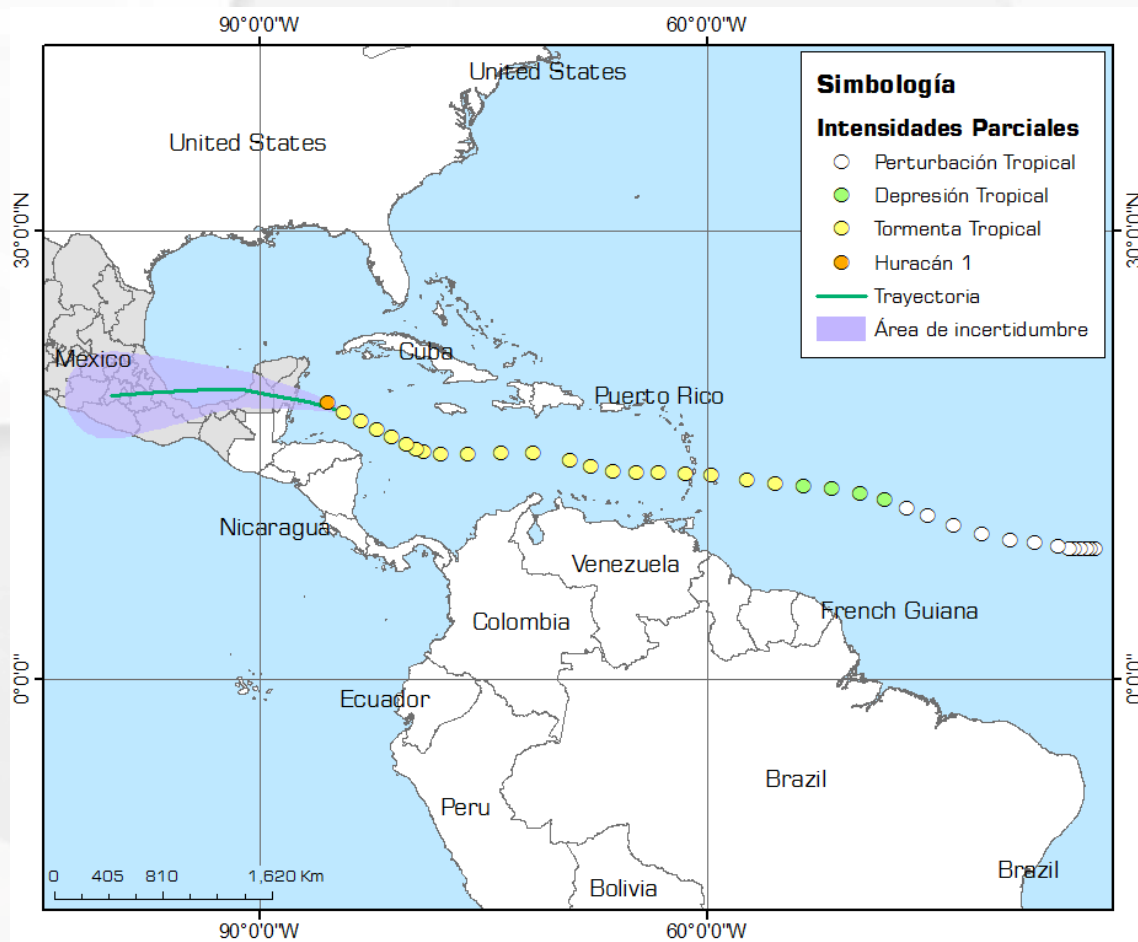 90°0'0"W
60°0'0"W
United States
United States
Simbología
Intensidades Parciales
Perturbación Tropical
Depresión Tropical
Tormenta Tropical
Huracán 1
Trayectoria
Área de incertidumbre
30°0'0"N
30°0'0"N
Mexico
Cuba
Puerto Rico
Nicaragua
Venezuela
Colombia
French Guiana
Ecuador
0°0'0"
0°0'0"
Brazil
Peru
Bolivia
Brazil
0 405 810 1,620 Km
90°0'0"W
60°0'0"W